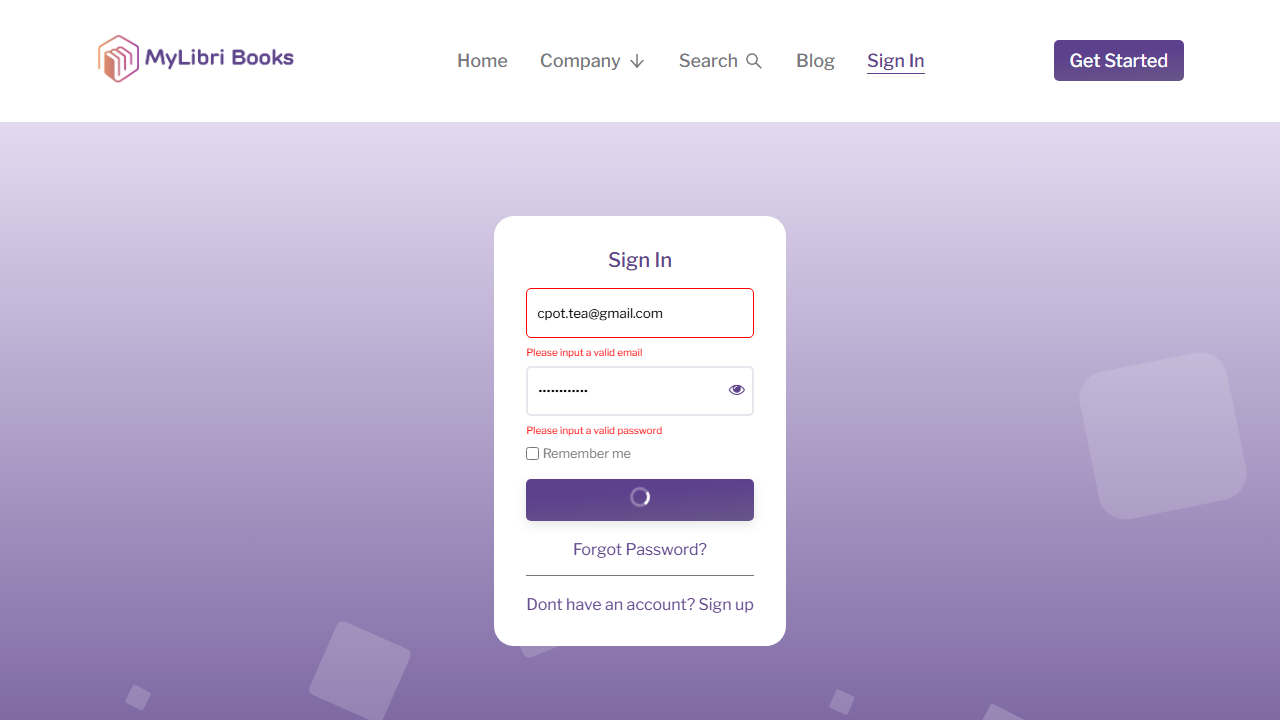 MyLibri Books
Home
Company
Search
Blog
Sign In
Get Started
Sign In
cpot.tea@gmail.com
Please input a valid email
Please input a valid password
Remember me
Forgot Password?
Dont have an account? Sign up